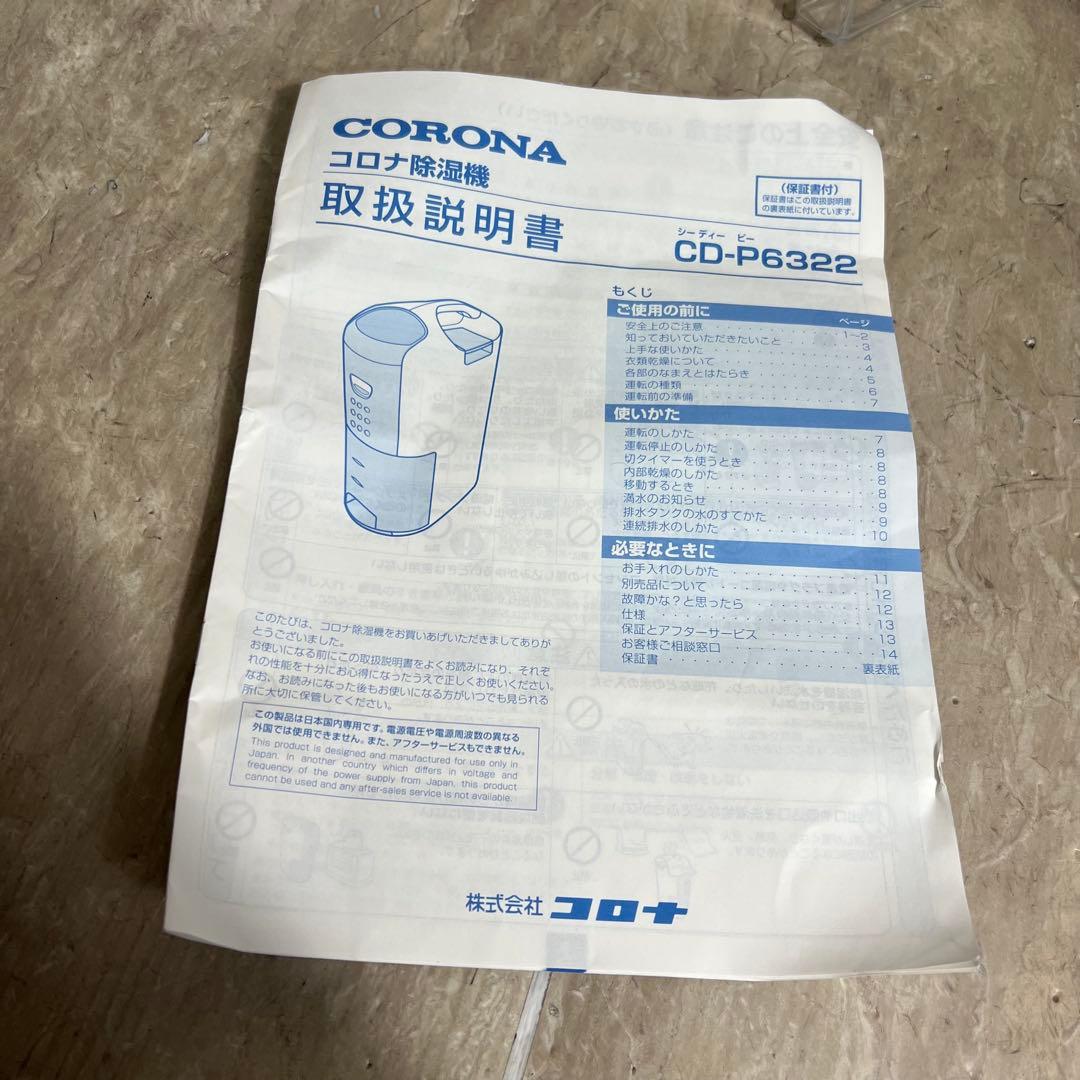 CORONA
コロナ除湿機
取扱説明書
(保証書付)
保証書はこの取扱説明書
の裏表紙に付いています。
シーディー ピー
CD-P6322
もくじ
ご使用の前に ページ
安全上のご注意 1~2
知っておいていただきたいこと 3
上手な使いかた 4
衣類乾燥について 4
各部のなまえとはたらき 5
運転の種類 6
運転前の準備 7
使いかた
運転のしかた 7
運転停止のしかた 8
切タイマーを使うとき 8
内部乾燥のしかた 8
移動するとき 8
満水のお知らせ 9
排水タンクの水のすてかた 9
連続排水のしかた 10
必要なときに
お手入れのしかた 11
別売品について 12
故障かな?と思ったら 12
仕様 13
保証とアフターサービス 13
お客様ご相談窓口 14
保証書 裏表紙
このたびは、コロナ除湿機をお買いあげいただきましてありが
とうございました。
お使いになる前にこの取扱説明書をよくお読みになり、それぞ
れの性能を十分にお心得になったうえで正しくお使いください。
なお、お読みになった後もお使いになる方がいつでも見られる
所に大切に保管してください。
この製品は日本国内専用です。電源電圧や電源周波数の異なる
外国では使用できません。また、アフターサービスもできません。
This product is designed and manufactured for use only in
Japan. In another country which differs in voltage and
frequency of the power supply from Japan, this product
cannot be used and any after-sales service is not available.
株式会社 コロナ